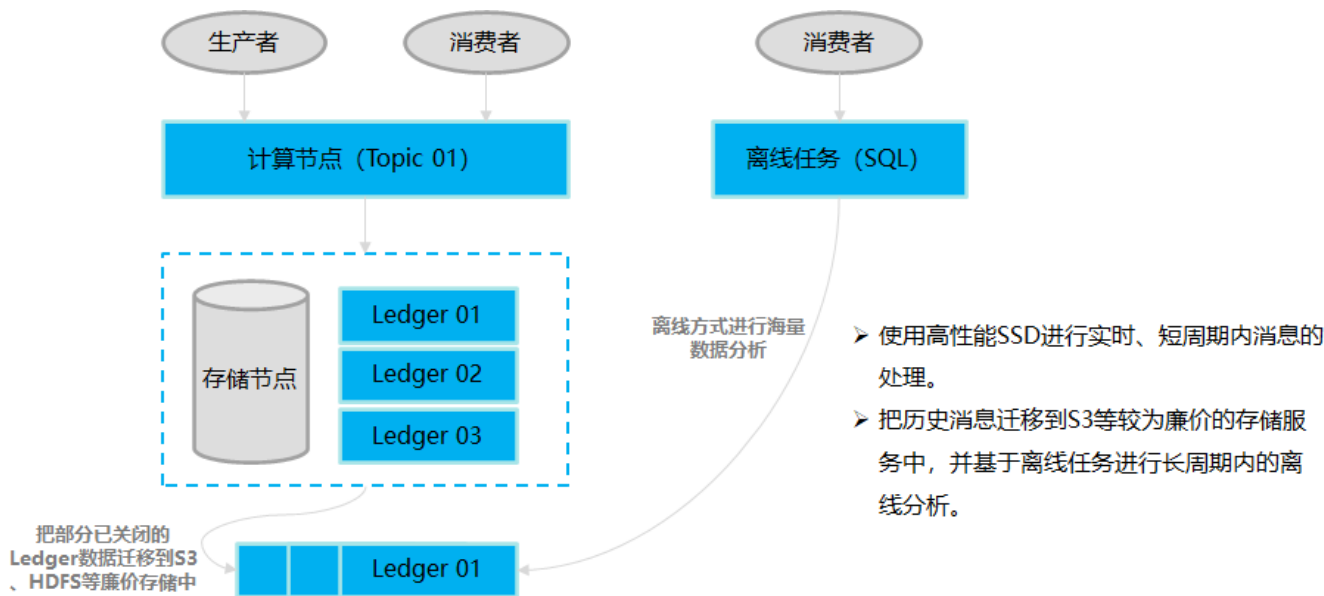 生产者
消费者
消费者
计算节点（Topic 01）
离线任务（SQL）
存储节点
Ledger 01
Ledger 02
Ledger 03
离线方式进行海量
数据分析
➢ 使用高性能SSD进行实时、短周期内消息的
处理。
➢ 把历史消息迁移到S3等较为廉价的存储服
务中，并基于离线任务进行长周期内的离
线分析。
把部分已关闭的
Ledger数据迁移到S3
、HDFS等廉价存储中
Ledger 01